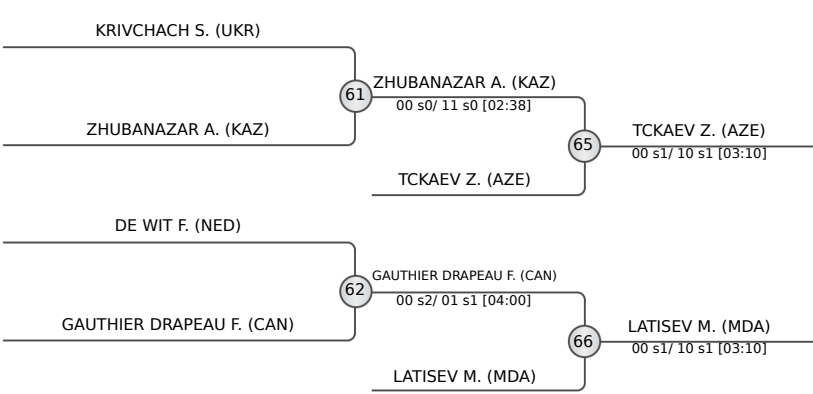 KRIVCHACH S. (UKR)
61
ZHUBANAZAR A. (KAZ)
00 s0/ 11 s0 [02:38]
ZHUBANAZAR A. (KAZ)
65
TCKAEV Z. (AZE)
00 s1/ 10 s1 [03:10]
TCKAEV Z. (AZE)
DE WIT F. (NED)
62
GAUTHIER DRAPEAU F. (CAN)
00 s2/ 01 s1 [04:00]
GAUTHIER DRAPEAU F. (CAN)
66
LATISEV M. (MDA)
00 s1/ 10 s1 [03:10]
LATISEV M. (MDA)